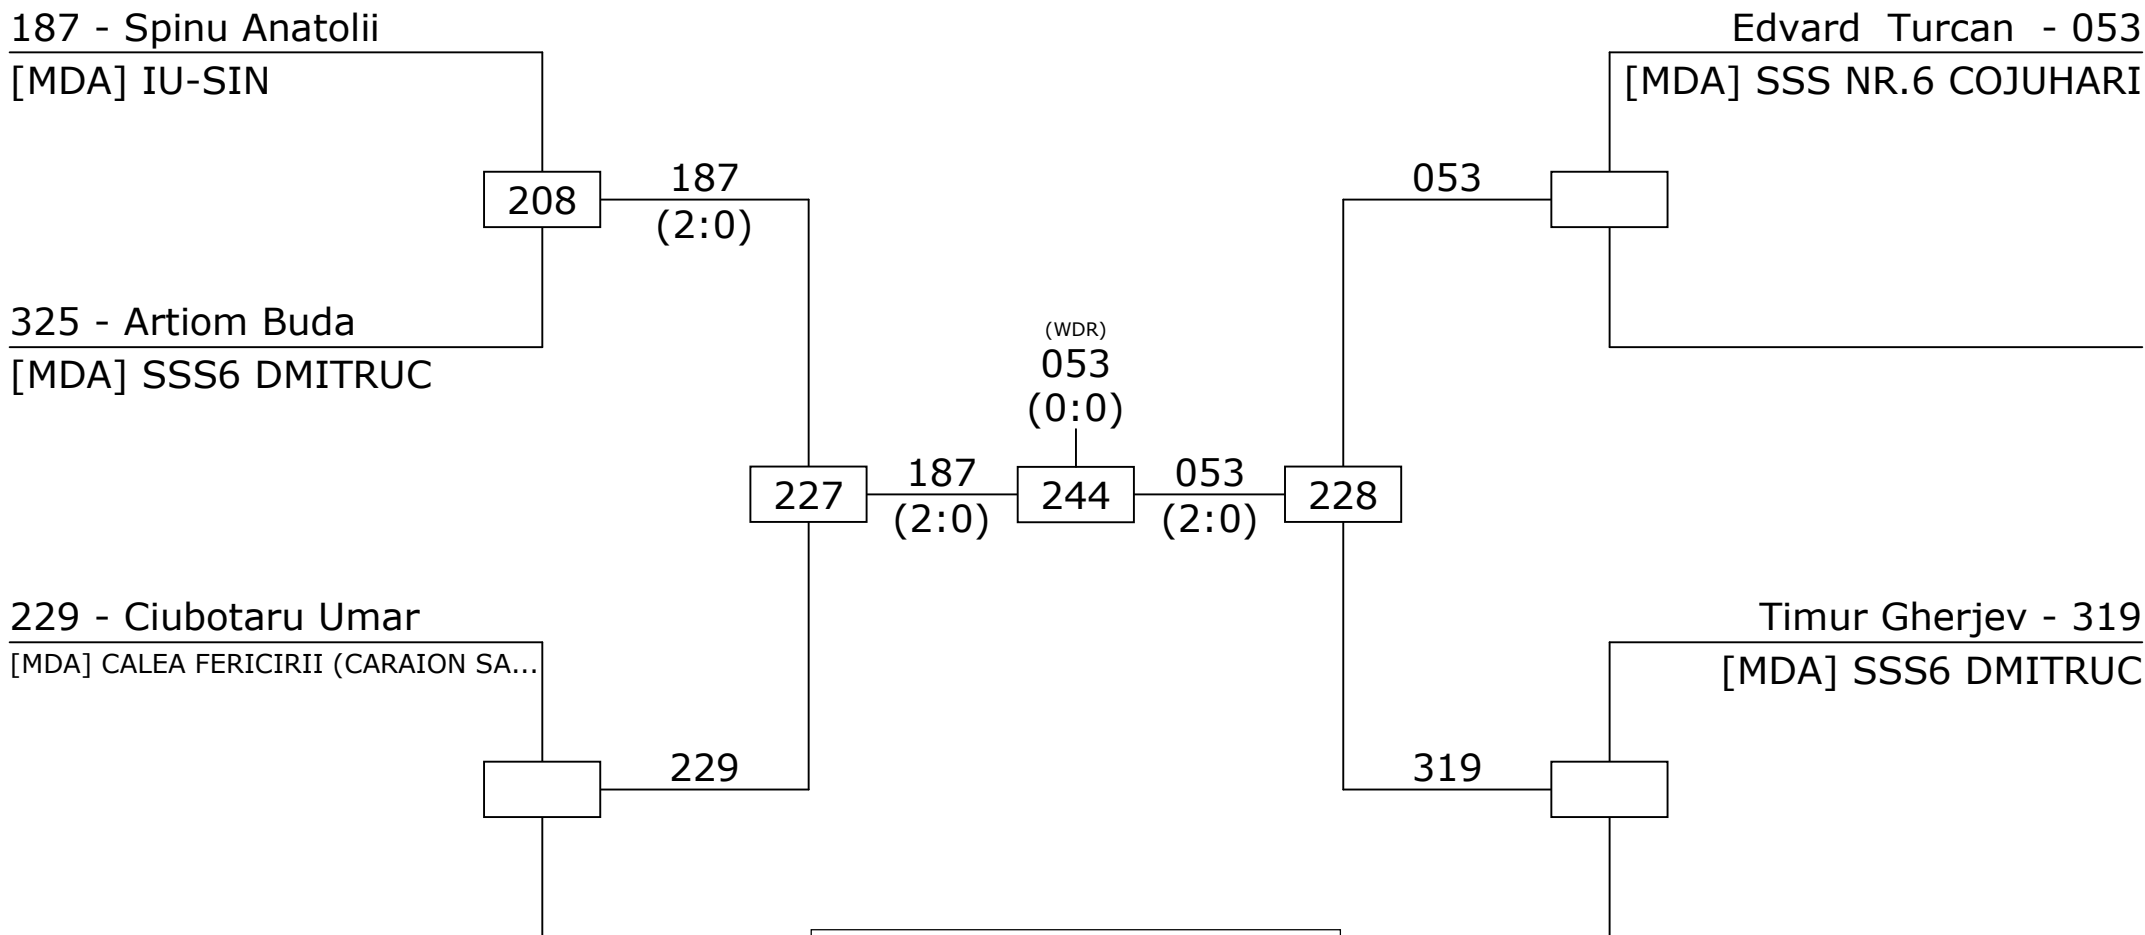 187 - Spinu Anatolii
[MDA] IU-SIN
208
187
(2:0)
325 - Artiom Buda
[MDA] SSS6 DMITRUC
229 - Ciubotaru Umar
[MDA] CALEA FERICIRII (CARAION SA...
229
227
187
(2:0)
(WDR)
053
(0:0)
244
053
(2:0)
228
Edvard  Turcan  - 053
[MDA] SSS NR.6 COJUHARI
053
Timur Gherjev - 319
[MDA] SSS6 DMITRUC
319